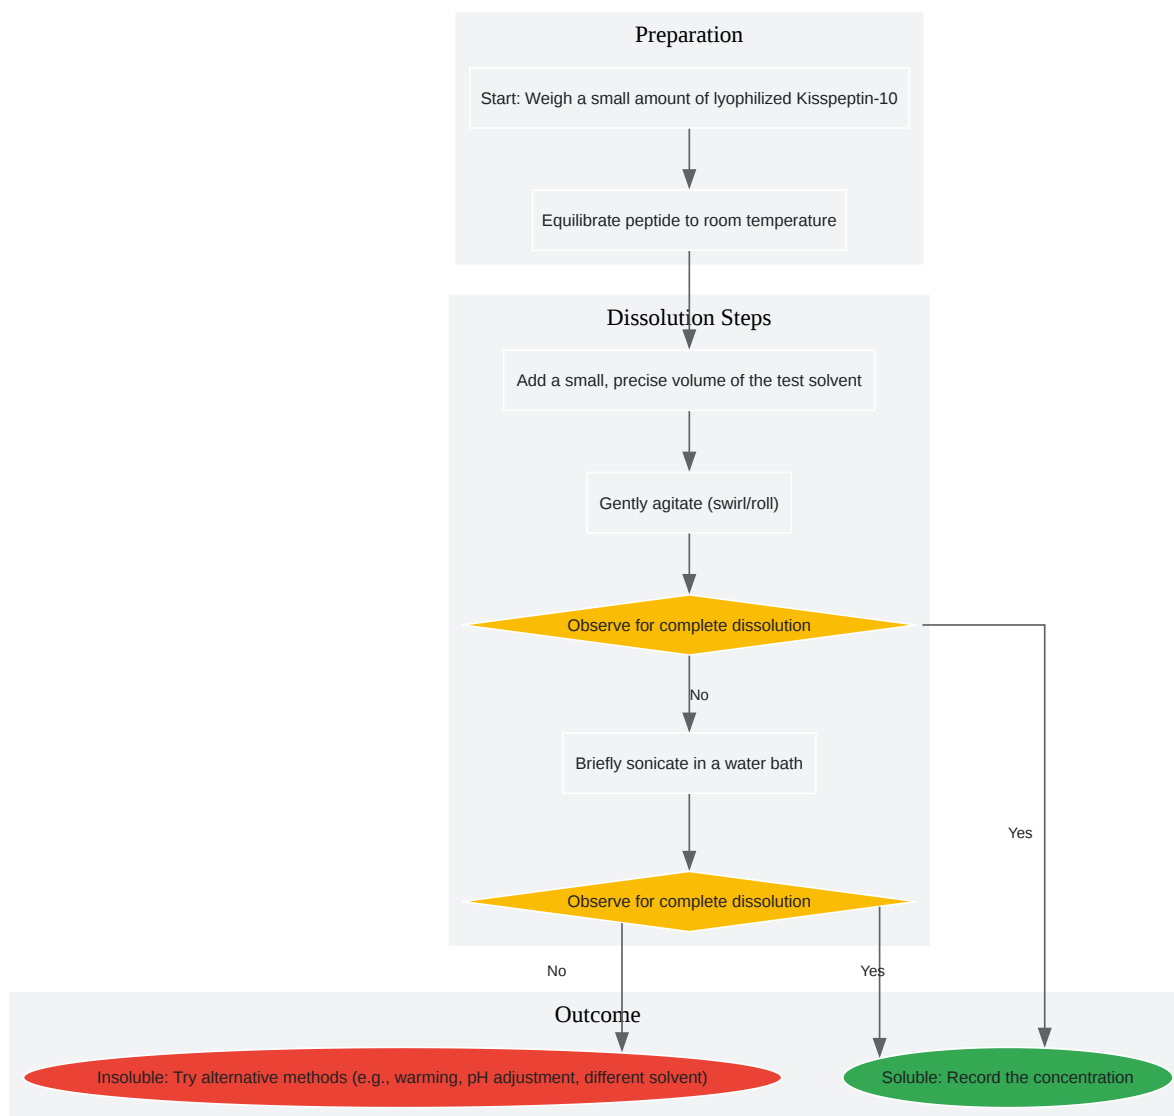 Preparation
Start: Weigh a small amount of lyophilized Kisspeptin-10
Equilibrate peptide to room temperature
Dissolution Steps
Add a small, precise volume of the test solvent
Gently agitate (swirl/roll)
Observe for complete dissolution
No
Briefly sonicate in a water bath
Yes
Observe for complete dissolution
No
Yes
Outcome
Insoluble: Try alternative methods (e.g., warming, pH adjustment, different solvent)
Soluble: Record the concentration